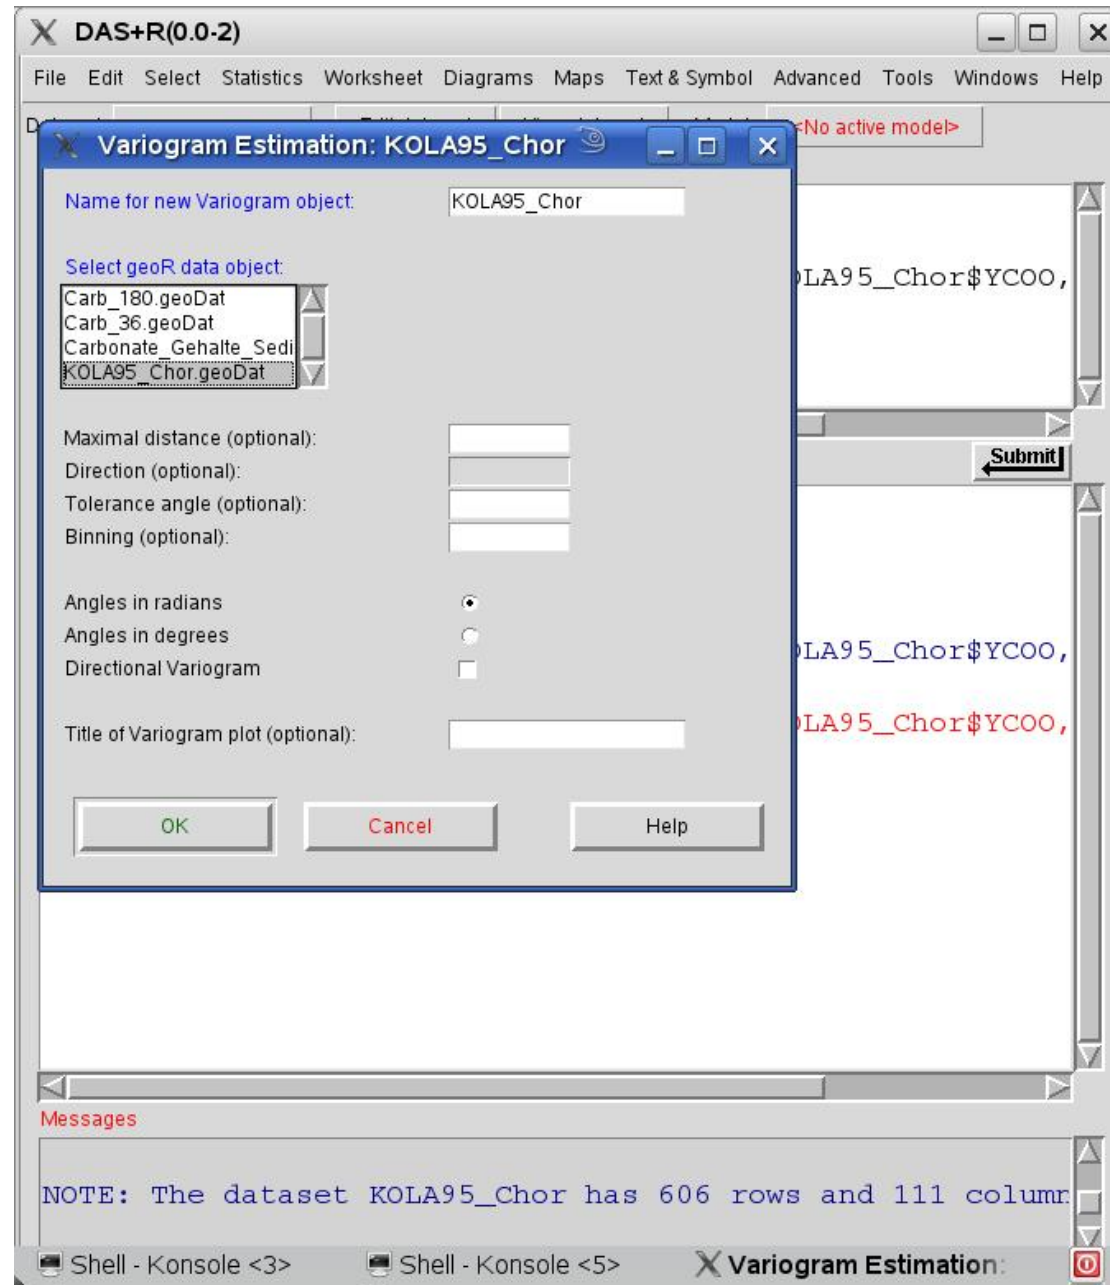 DAS+R(0.0-2)
File Edit Select Statistics Worksheet Diagrams Maps Text & Symbol Advanced Tools Windows Help
<No active model>
Variogram Estimation: KOLA95_Chor
Name for new Variogram object: KOLA95_Chor
Select geoR data object:
Carb_180.geoDat
Carb_36.geoDat
Carbonate_Gehalte_Sedi
KOLA95_Chor.geoDat
OLA95_Chor$YCOO,
Maximal distance (optional):
Direction (optional):
Submit
Tolerance angle (optional):
Binning (optional):
Angles in radians
Angles in degrees
OLA95_Chor$YCOO,
Directional Variogram
OLA95_Chor$YCOO,
Title of Variogram plot (optional):
OK Cancel Help
Messages
NOTE: The dataset KOLA95_Chor has 606 rows and 111 column
Shell - Konsole <3> Shell - Konsole <5> Variogram Estimation: